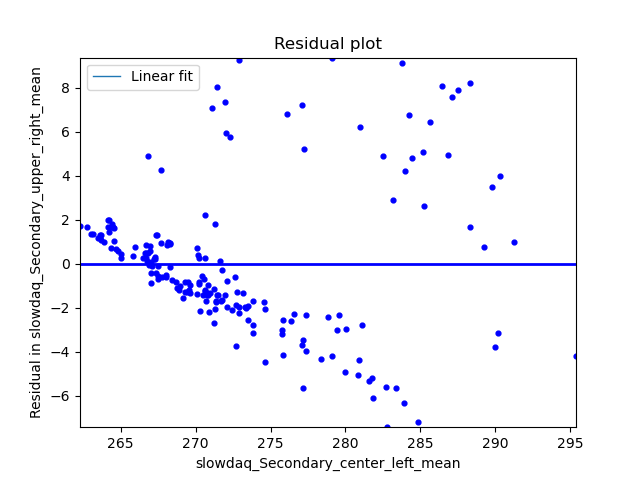 Residual plot
Linear fit
Residual in slowdaq_Secondary_upper_right_mean
8
6
4
2
0
−2
−4
−6
265 270 275 280 285 290 295
slowdaq_Secondary_center_left_mean